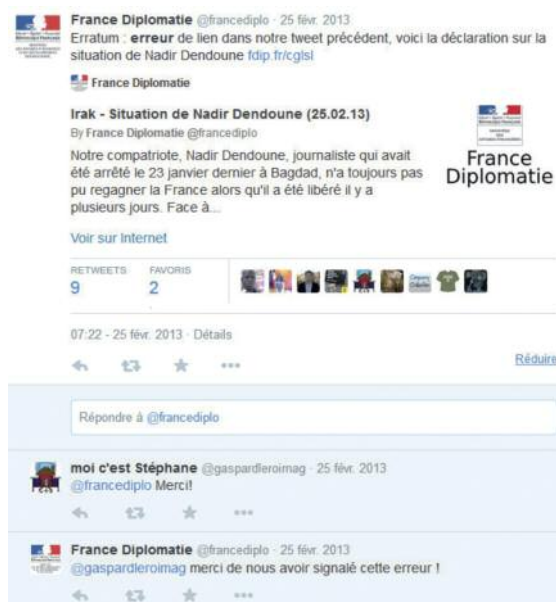 France Diplomatie @francediplo · 25 févr. 2013
Erratum : erreur de lien dans notre tweet précédent, voici la déclaration sur la
situation de Nadir Dendoune fdip.fr/cglsl
France Diplomatie
Irak - Situation de Nadir Dendoune (25.02.13)
By France Diplomatie @francediplo
Notre compatriote, Nadir Dendoune, journaliste qui avait
été arrêté le 23 janvier dernier à Bagdad, n'a toujours pas
pu regagner la France alors qu'il a été libéré il y a
plusieurs jours. Face à...
France
Diplomatie
Voir sur Internet
RETWEETS FAVORIS
9 2
07:22 - 25 févr. 2013 · Détails
Réduire
Répondre à @francediplo
moi c'est Stéphane @gaspardleroimag · 25 févr. 2013
@francediplo Merci!
France Diplomatie @francediplo · 25 févr. 2013
@gaspardleroimag merci de nous avoir signalé cette erreur !